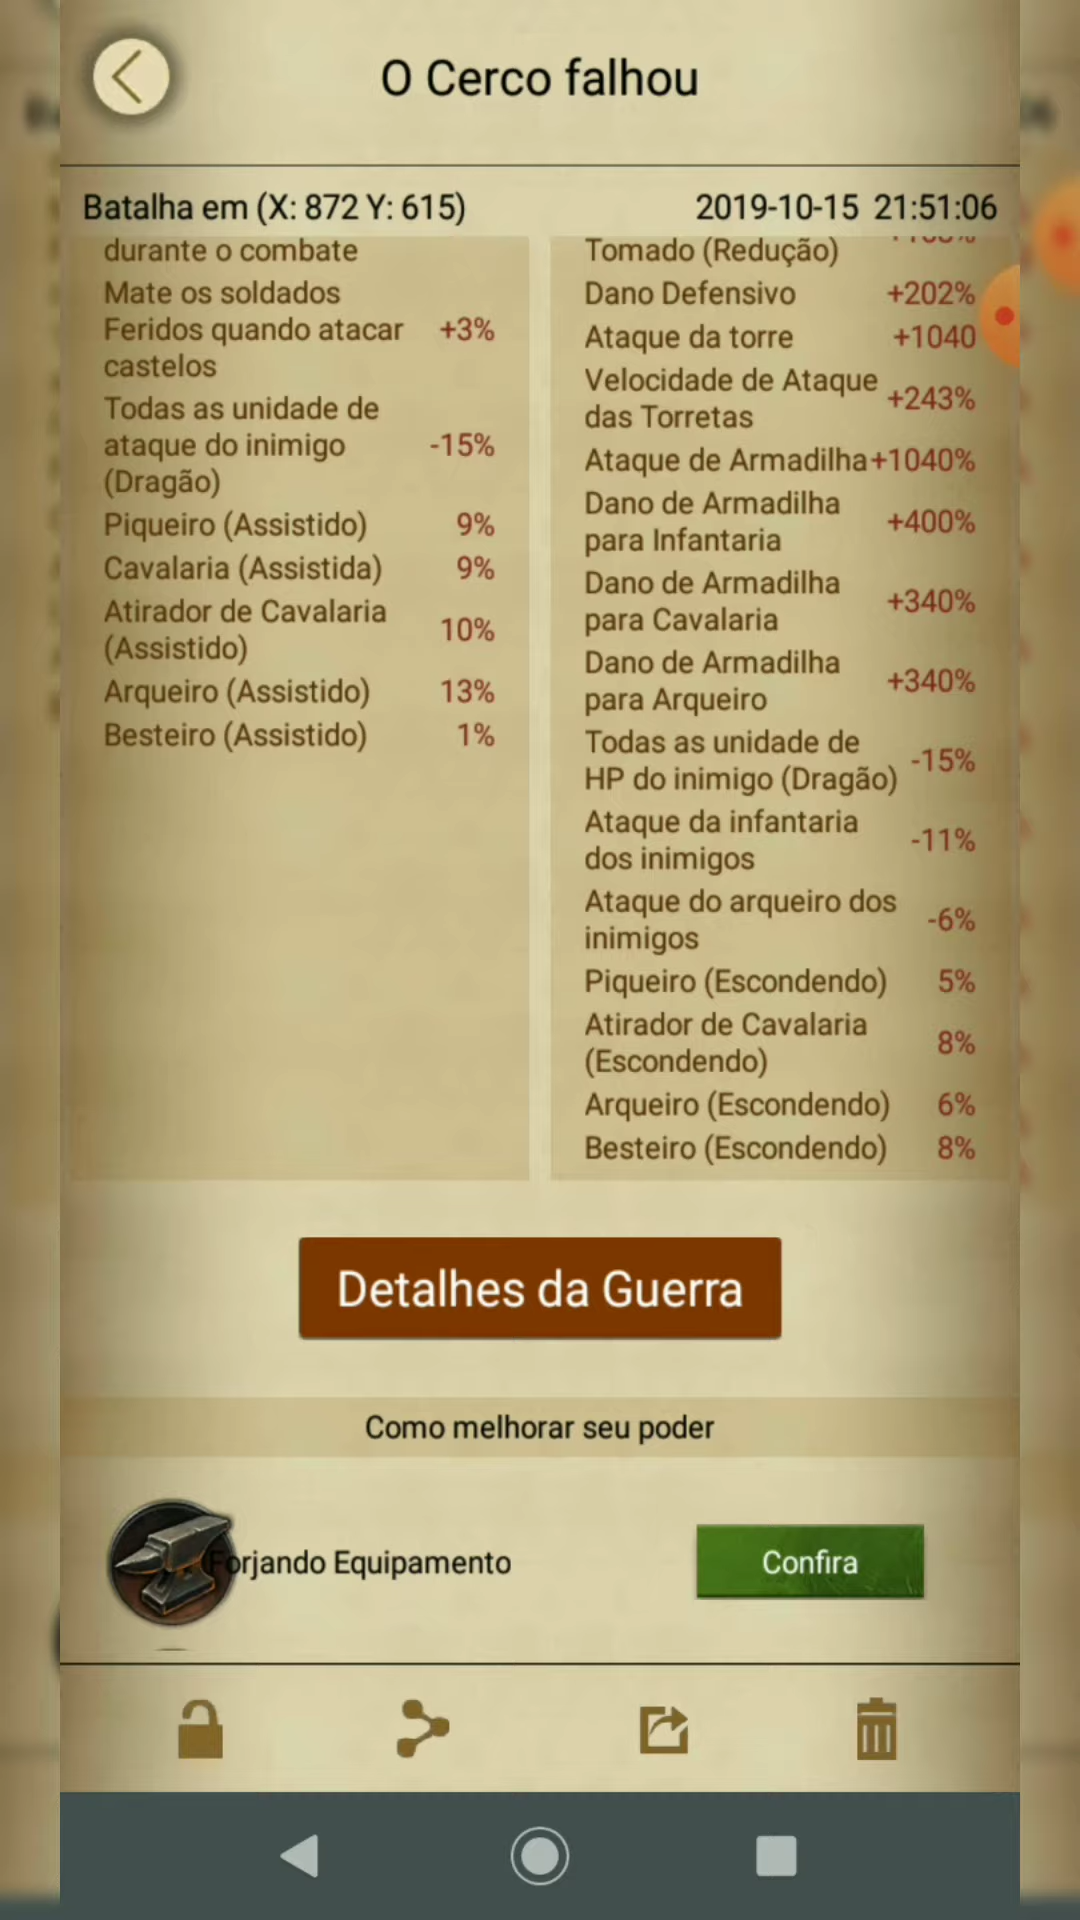 O Cerco falhou
Batalha em (X: 872 Y: 615) 2019-10-15 21:51:06
durante o combate
Mate os soldados
Feridos quando atacar +3%
castelos
Todas as unidade de
ataque do inimigo -15%
(Dragão)
Piqueiro (Assistido) 9%
Cavalaria (Assistida) 9%
Atirador de Cavalaria
(Assistido) 10%
Arqueiro (Assistido) 13%
Besteiro (Assistido) 1%
Tomado (Redução)
Dano Defensivo +202%
Ataque da torre +1040
Velocidade de Ataque
das Torretas +243%
Ataque de Armadilha +1040%
Dano de Armadilha
para Infantaria +400%
Dano de Armadilha
para Cavalaria +340%
Dano de Armadilha
para Arqueiro +340%
Todas as unidade de
HP do inimigo (Dragão) -15%
Ataque da infantaria
dos inimigos -11%
Ataque do arqueiro dos
inimigos -6%
Piqueiro (Escondendo) 5%
Atirador de Cavalaria
(Escondendo) 8%
Arqueiro (Escondendo) 6%
Besteiro (Escondendo) 8%
Detalhes da Guerra
Como melhorar seu poder
Forjando Equipamento Confira